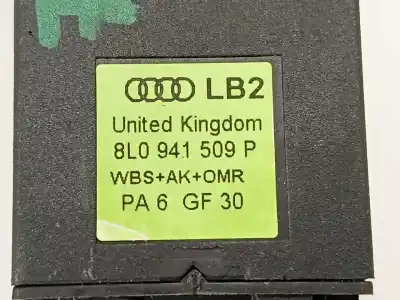 LB2
United Kingdom
8L0 941 509 P
WBS+AK+OMR
PA 6 GF 30